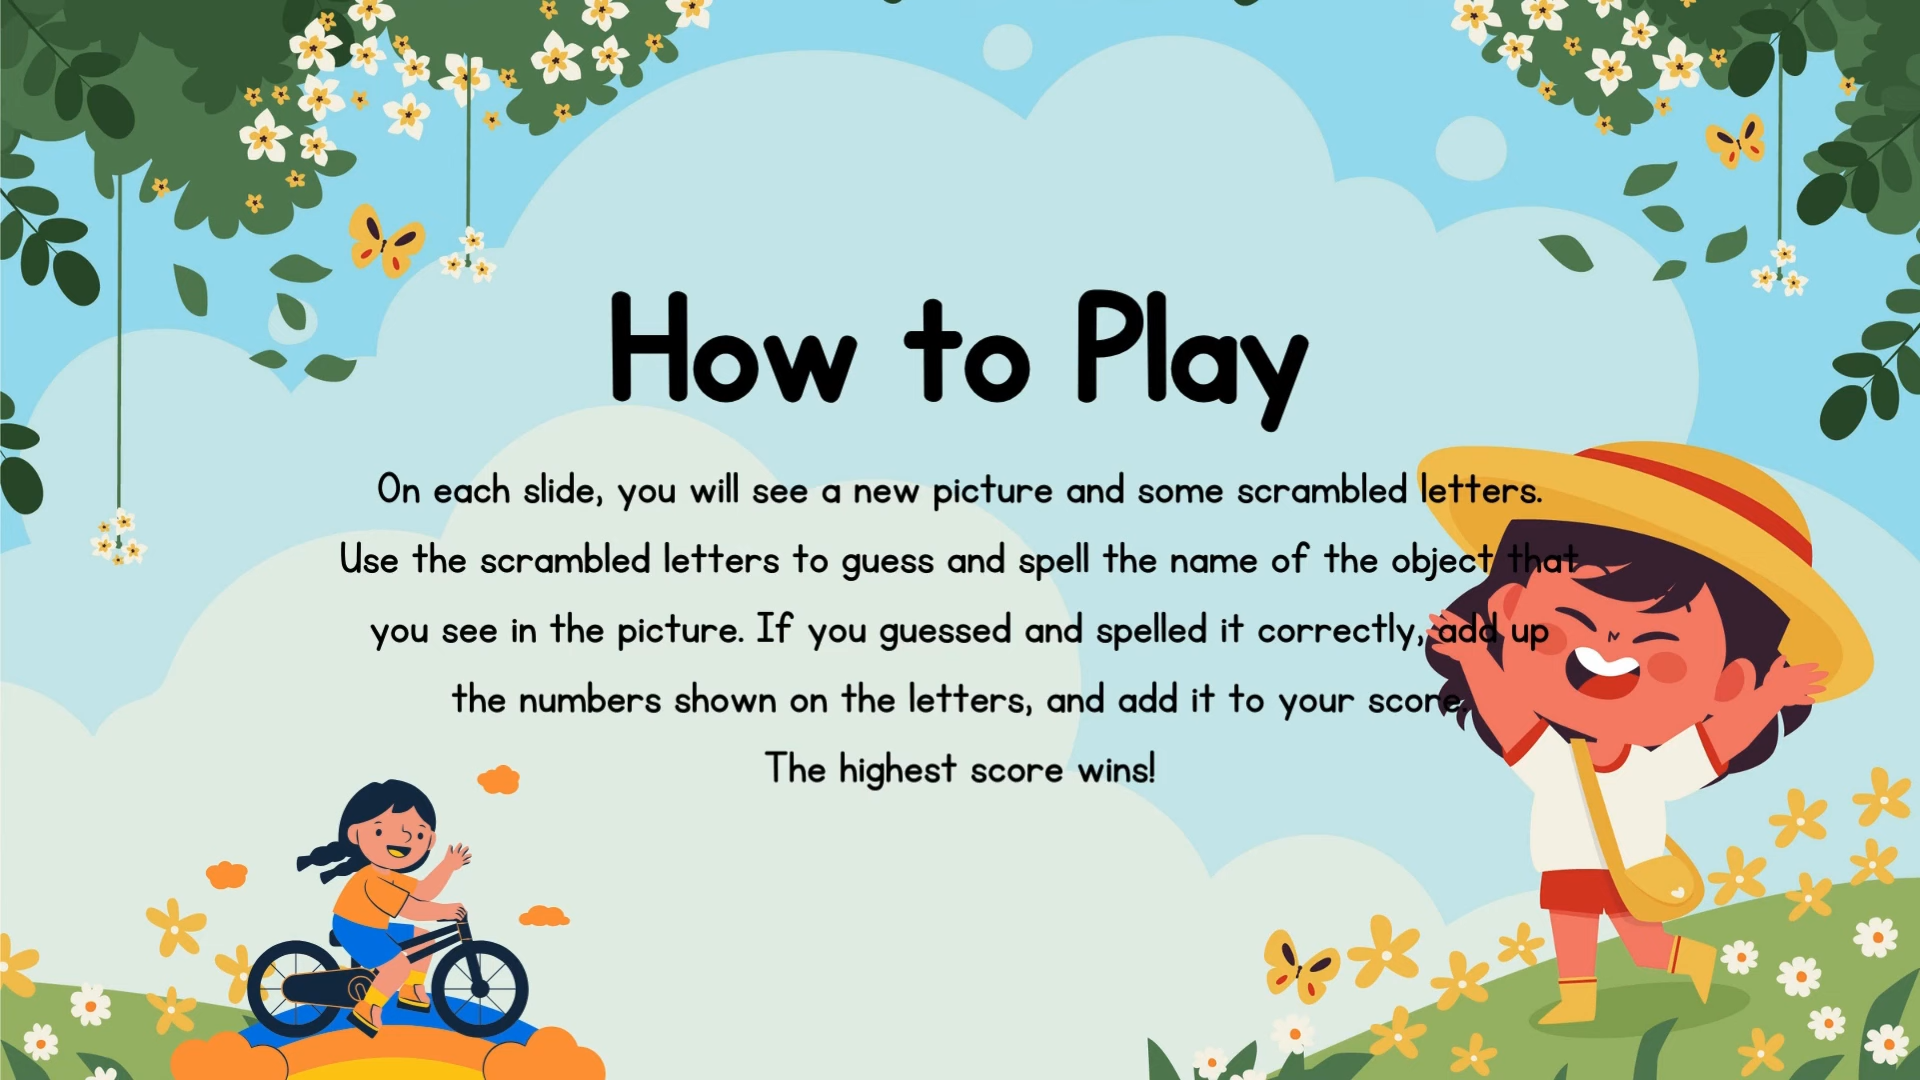 How to Play
On each slide, you will see a new picture and some scrambled letters.
Use the scrambled letters to guess and spell the name of the object that
you see in the picture. If you guessed and spelled it correctly, add up
the numbers shown on the letters, and add it to your score.
The highest score wins!